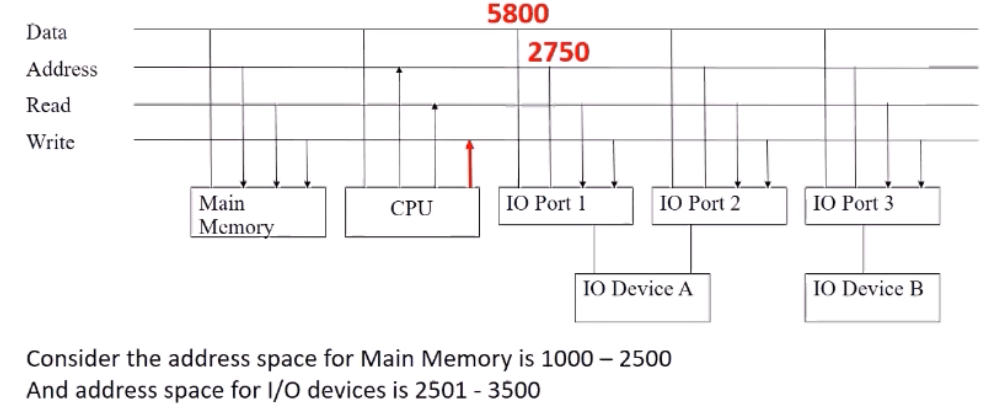 5800
Data
2750
Address
Read
Write
Main
Memory
CPU
IO Port 1
IO Port 2
IO Port 3
IO Device A
IO Device B
Consider the address space for Main Memory is 1000 – 2500
And address space for I/O devices is 2501 - 3500